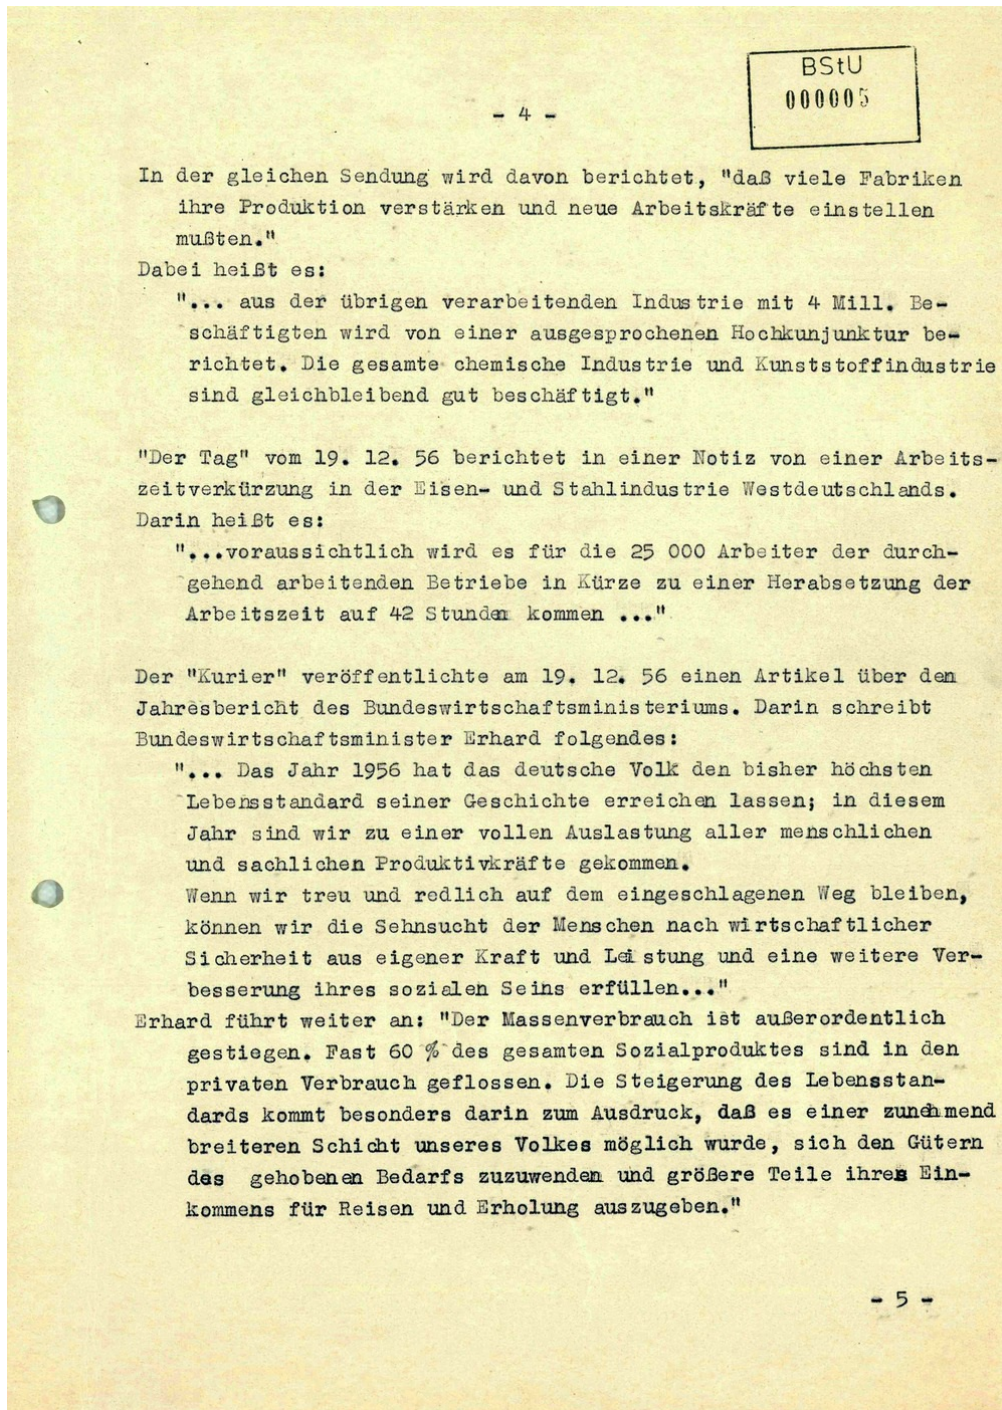 BStU
000005
- 4 -
In der gleichen Sendung wird davon berichtet, "daß viele Fabriken
ihre Produktion verstärken und neue Arbeitskräfte einstellen
mußten."
Dabei heißt es:
"... aus der übrigen verarbeitenden Industrie mit 4 Mill. Be-
schäftigten wird von einer ausgesprochenen Hochkunjunktur be-
richtet. Die gesamte chemische Industrie und Kunststoffindustrie
sind gleichbleibend gut beschäftigt."
"Der Tag" vom 19. 12. 56 berichtet in einer Notiz von einer Arbeits-
zeitverkürzung in der Eisen- und Stahlindustrie Westdeutschlands.
Darin heißt es:
"...voraussichtlich wird es für die 25 000 Arbeiter der durch-
gehend arbeitenden Betriebe in Kürze zu einer Herabsetzung der
Arbeitszeit auf 42 Stunden kommen ..."
Der "Kurier" veröffentlichte am 19. 12. 56 einen Artikel über den
Jahresbericht des Bundeswirtschaftsministeriums. Darin schreibt
Bundeswirtschaftsminister Erhard folgendes:
"... Das Jahr 1956 hat das deutsche Volk den bisher höchsten
Lebensstandard seiner Geschichte erreichen lassen; in diesem
Jahr sind wir zu einer vollen Auslastung aller menschlichen
und sachlichen Produktivkräfte gekommen.
Wenn wir treu und redlich auf dem eingeschlagenen Weg bleiben,
können wir die Sehnsucht der Menschen nach wirtschaftlicher
Sicherheit aus eigener Kraft und Leistung und eine weitere Ver-
besserung ihres sozialen Seins erfüllen..."
Erhard führt weiter an: "Der Massenverbrauch ist außerordentlich
gestiegen. Fast 60 % des gesamten Sozialproduktes sind in den
privaten Verbrauch geflossen. Die Steigerung des Lebensstan-
dards kommt besonders darin zum Ausdruck, daß es einer zunehmend
breiteren Schicht unseres Volkes möglich wurde, sich den Gütern
des gehobenen Bedarfs zuzuwenden und größere Teile ihres Ein-
kommens für Reisen und Erholung auszugeben."
- 5 -